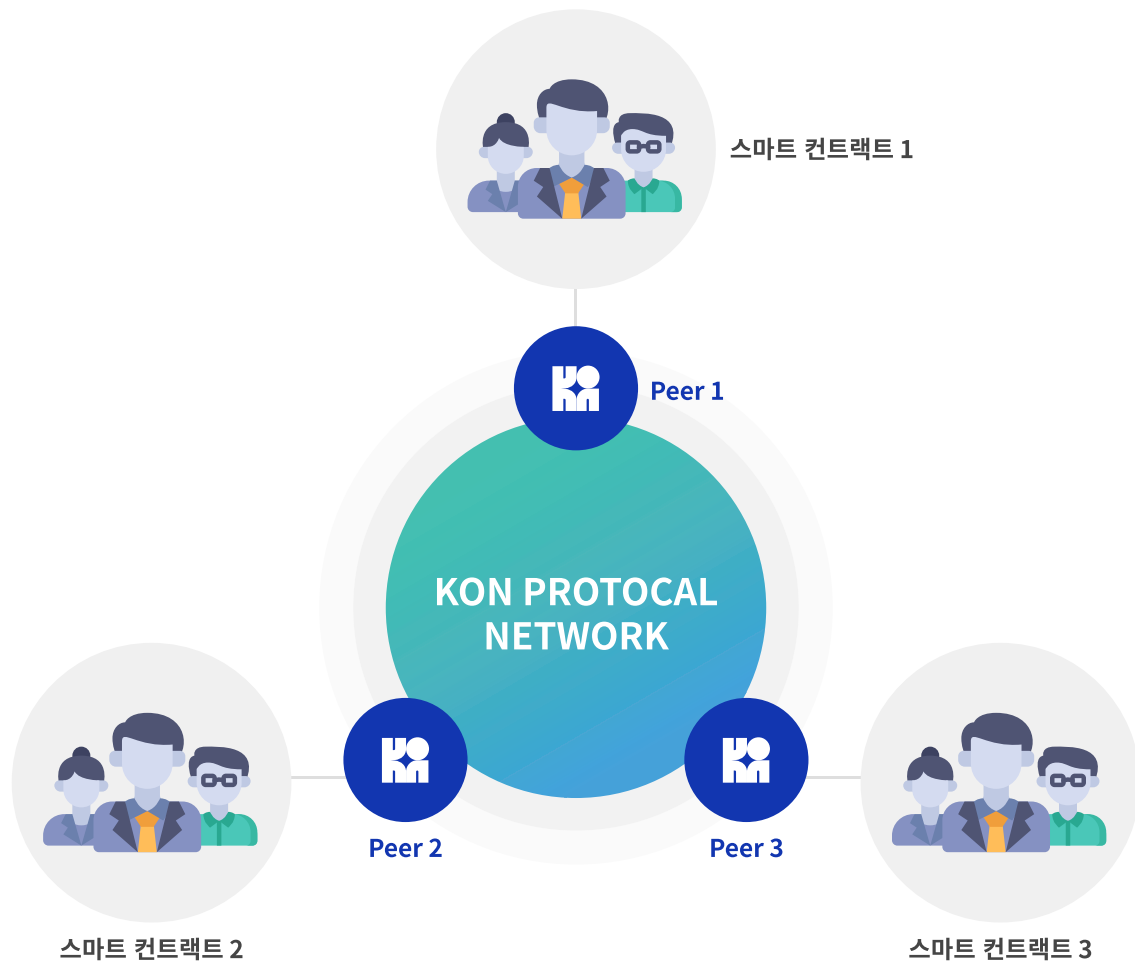 스마트 컨트랙트 1
Peer 1
KON PROTOCAL
NETWORK
Peer 2
Peer 3
스마트 컨트랙트 2
스마트 컨트랙트 3